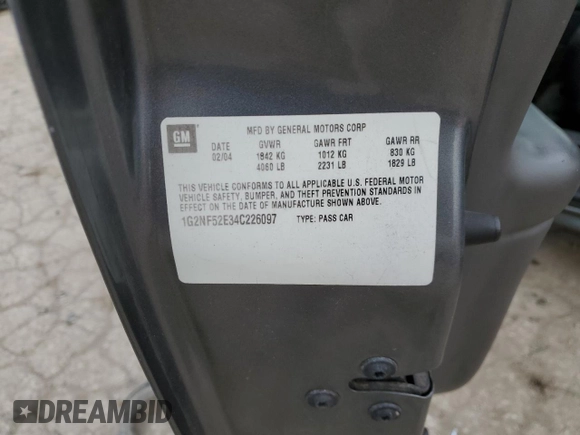 GM
MFD BY GENERAL MOTORS CORP
DATE GVWR GAWR FRT GAWR RR
02/04 1842 KG 1012 KG 830 KG
4060 LB 2231 LB 1829 LB
THIS VEHICLE CONFORMS TO ALL APPLICABLE U.S. FEDERAL MOTOR
VEHICLE SAFETY, BUMPER, AND THEFT PREVENTION STANDARDS IN
EFFECT ON THE DATE OF MANUFACTURE SHOWN ABOVE.
1G2NF52E34C226097 TYPE: PASS CAR
DREAMBID